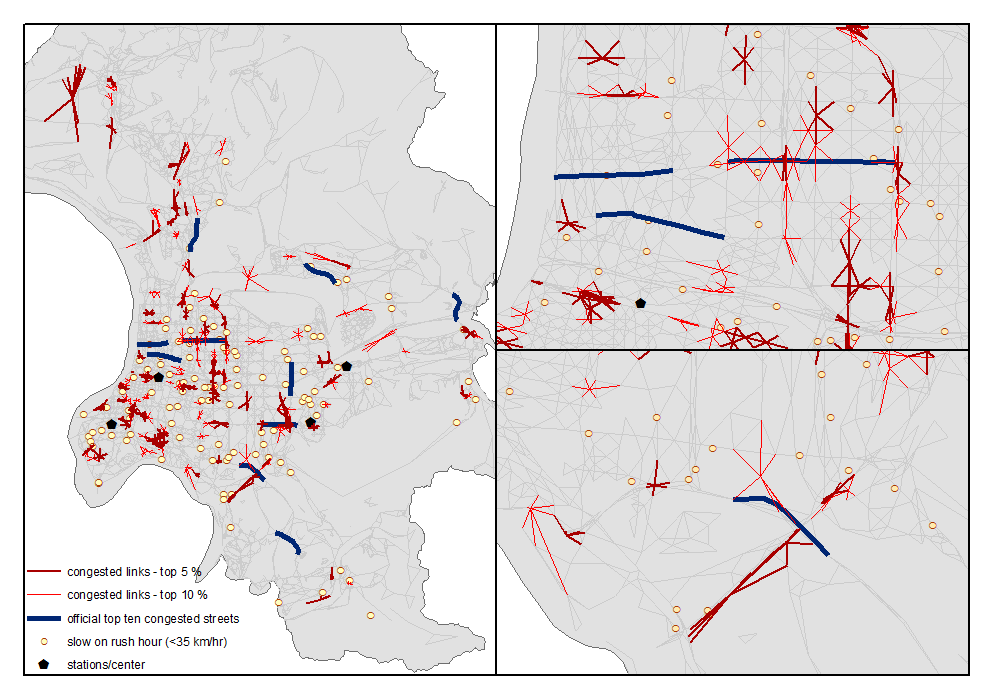 congested links - top 5 %
congested links - top 10 %
official top ten congested streets
slow on rush hour (<35 km/hr)
stations/center